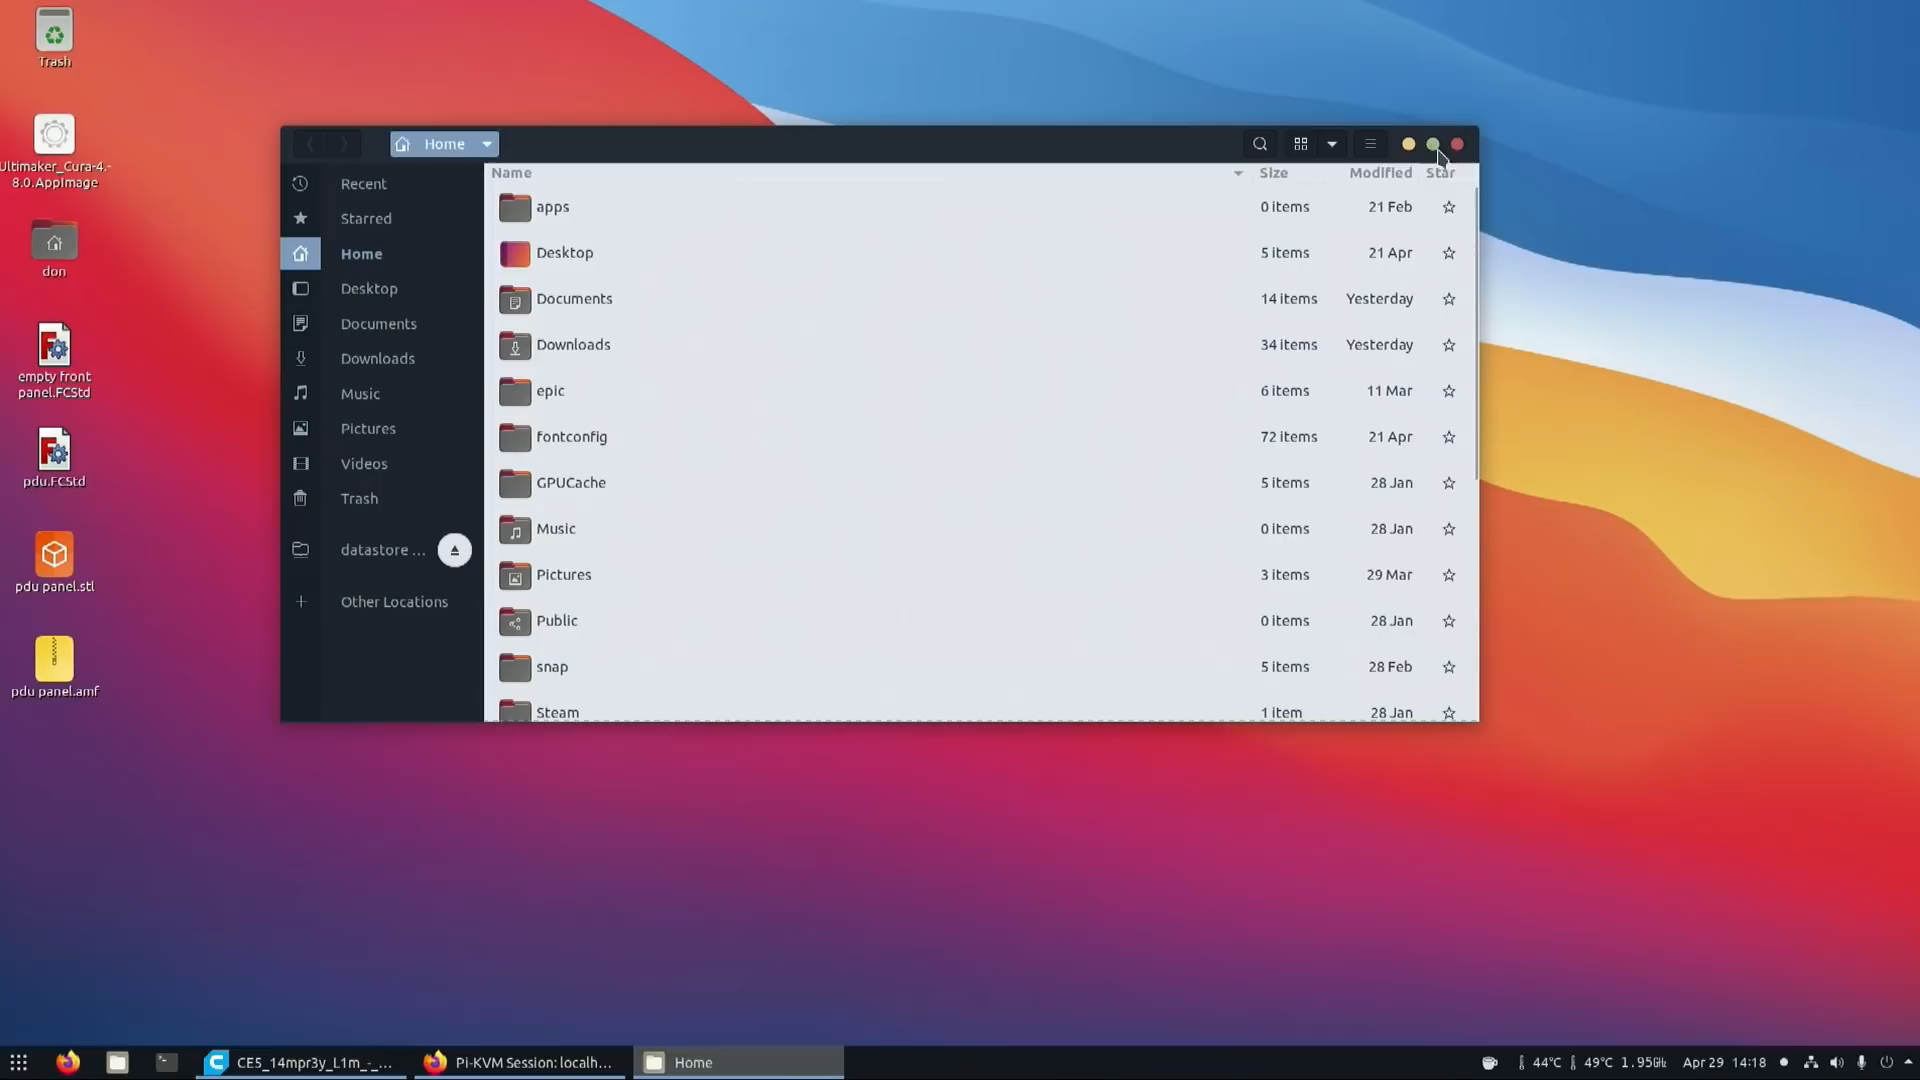 Trash
Ultimaker_Cura-4.-
8.0.AppImage
don
empty front
panel.FCStd
pdu.FCStd
pdu panel.stl
pdu panel.amf
Home
Recent
Starred
Home
Desktop
Documents
Downloads
Music
Pictures
Videos
Trash
datastore ...
Other Locations
Name Size Modified Star
apps 0 items 21 Feb
Desktop 5 items 21 Apr
Documents 14 items Yesterday
Downloads 34 items Yesterday
epic 6 items 11 Mar
fontconfig 72 items 21 Apr
GPUCache 5 items 28 Jan
Music 0 items 28 Jan
Pictures 3 items 29 Mar
Public 0 items 28 Jan
snap 5 items 28 Feb
Steam 1 item 28 Jan
CE5_14mpr3y_L1m_-_...
Pi-KVM Session: localh...
Home
44°C 49°C 1.95GHz Apr 29 14:18